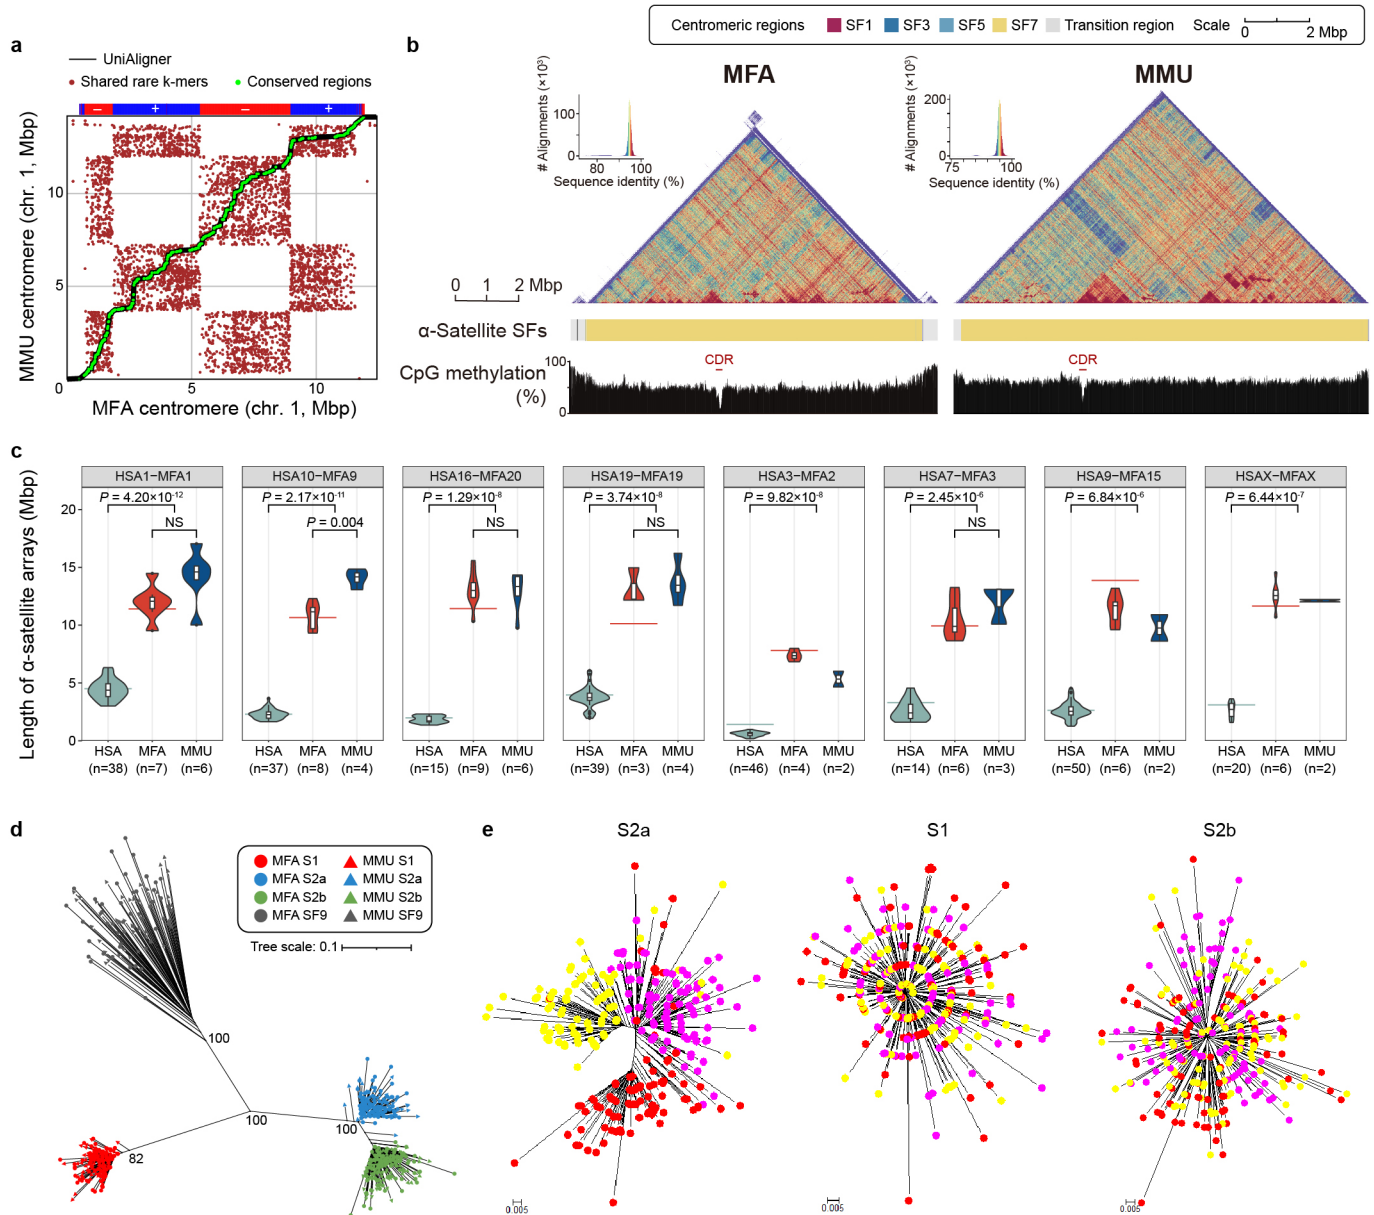 Centromeric regions SF1 SF3 SF5 SF7 Transition region Scale 0 2 Mbp
a
UniAligner
Shared rare k-mers Conserved regions
− + − +
MMU centromere (chr. 1, Mbp)
10
5
0 5 10
MFA centromere (chr. 1, Mbp)
b
MFA
# Alignments (×10³)
100
0
80 100
Sequence identity (%)
MMU
# Alignments (×10³)
200
0
75 100
Sequence identity (%)
0 1 2 Mbp
α-Satellite SFs
CpG methylation
(%)
100
0
CDR
CDR
c
Length of α-satellite arrays (Mbp)
20
15
10
5
0
HSA1−MFA1
P = 4.20×10⁻¹²
NS
HSA MFA MMU
(n=38) (n=7) (n=6)
HSA10−MFA9
P = 2.17×10⁻¹¹
P = 0.004
HSA MFA MMU
(n=37) (n=8) (n=4)
HSA16−MFA20
P = 1.29×10⁻⁸
NS
HSA MFA MMU
(n=15) (n=9) (n=6)
HSA19−MFA19
P = 3.74×10⁻⁸
NS
HSA MFA MMU
(n=39) (n=3) (n=4)
HSA3−MFA2
P = 9.82×10⁻⁸
HSA MFA MMU
(n=46) (n=4) (n=2)
HSA7−MFA3
P = 2.45×10⁻⁶
NS
HSA MFA MMU
(n=14) (n=6) (n=3)
HSA9−MFA15
P = 6.84×10⁻⁶
HSA MFA MMU
(n=50) (n=6) (n=2)
HSAX−MFAX
P = 6.44×10⁻⁷
HSA MFA MMU
(n=20) (n=6) (n=2)
d
MFA S1 MMU S1
MFA S2a MMU S2a
MFA S2b MMU S2b
MFA SF9 MMU SF9
Tree scale: 0.1
100
100
100
82
e
S2a
0.005
S1
0.005
S2b
0.005